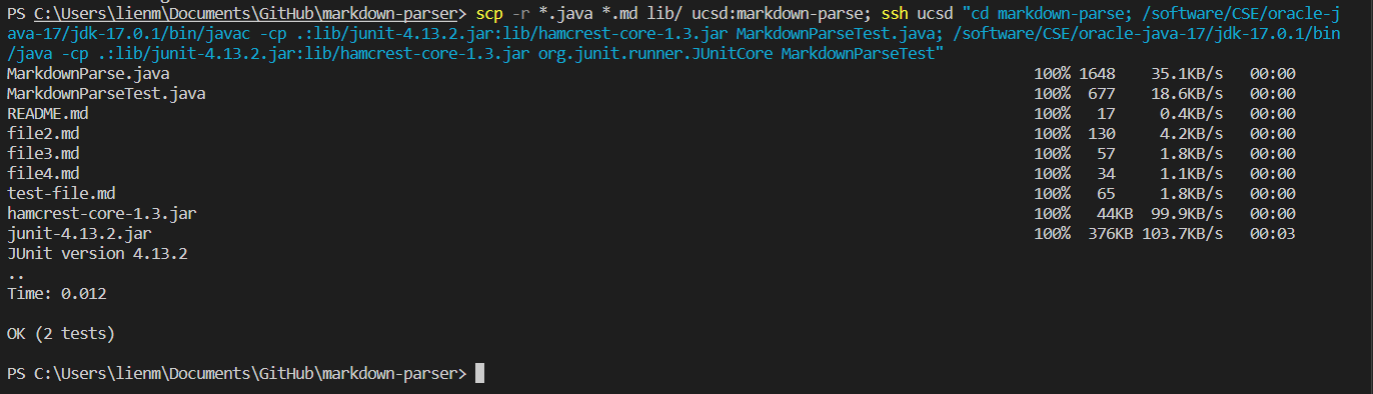 PS C:\Users\lienm\Documents\GitHub\markdown-parser> scp -r *.java *.md lib/ ucsd:markdown-parse; ssh ucsd "cd markdown-parse; /software/CSE/oracle-j
ava-17/jdk-17.0.1/bin/javac -cp .:lib/junit-4.13.2.jar:lib/hamcrest-core-1.3.jar MarkdownParseTest.java; /software/CSE/oracle-java-17/jdk-17.0.1/bin
/java -cp .:lib/junit-4.13.2.jar:lib/hamcrest-core-1.3.jar org.junit.runner.JUnitCore MarkdownParseTest"
MarkdownParse.java 100% 1648 35.1KB/s 00:00
MarkdownParseTest.java 100% 677 18.6KB/s 00:00
README.md 100% 17 0.4KB/s 00:00
file2.md 100% 130 4.2KB/s 00:00
file3.md 100% 57 1.8KB/s 00:00
file4.md 100% 34 1.1KB/s 00:00
test-file.md 100% 65 1.8KB/s 00:00
hamcrest-core-1.3.jar 100% 44KB 99.9KB/s 00:00
junit-4.13.2.jar 100% 376KB 103.7KB/s 00:03
JUnit version 4.13.2
..
Time: 0.012
OK (2 tests)
PS C:\Users\lienm\Documents\GitHub\markdown-parser>